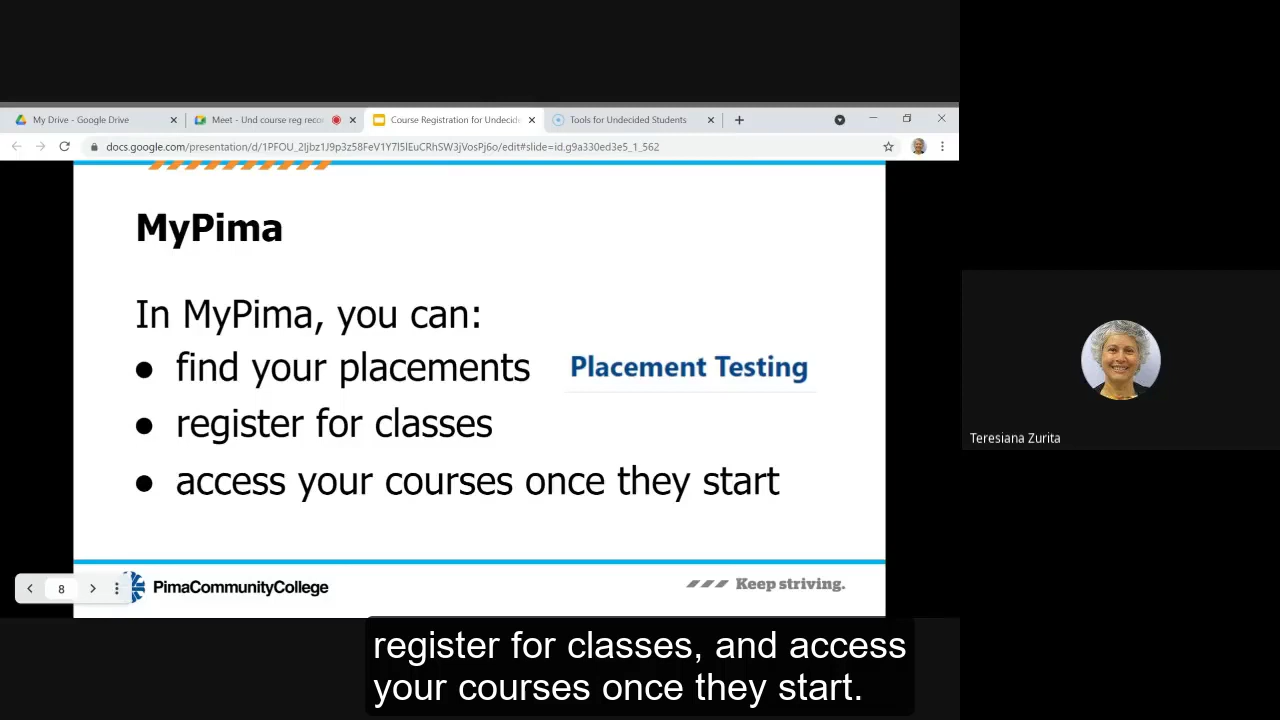 My Drive - Google Drive
Meet - Und course reg reco
Course Registration for Undecide
Tools for Undecided Students
docs.google.com/presentation/d/1PFOU_2ljbz1J9p3z58FeV1Y7l5lEuCRhSW3jVosPj6o/edit#slide=id.g9a330ed3e5_1_562
MyPima
In MyPima, you can:
● find your placements
Placement Testing
● register for classes
● access your courses once they start
8
PimaCommunityCollege
Keep striving.
Teresiana Zurita
register for classes, and access
your courses once they start.